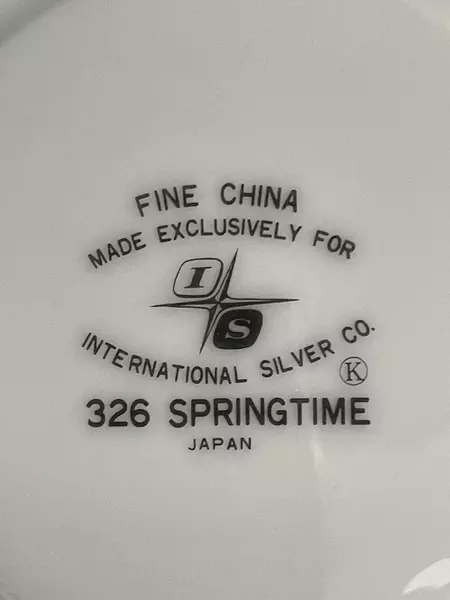 FINE CHINA
MADE EXCLUSIVELY FOR
I
S
INTERNATIONAL SILVER CO.
K
326 SPRINGTIME
JAPAN